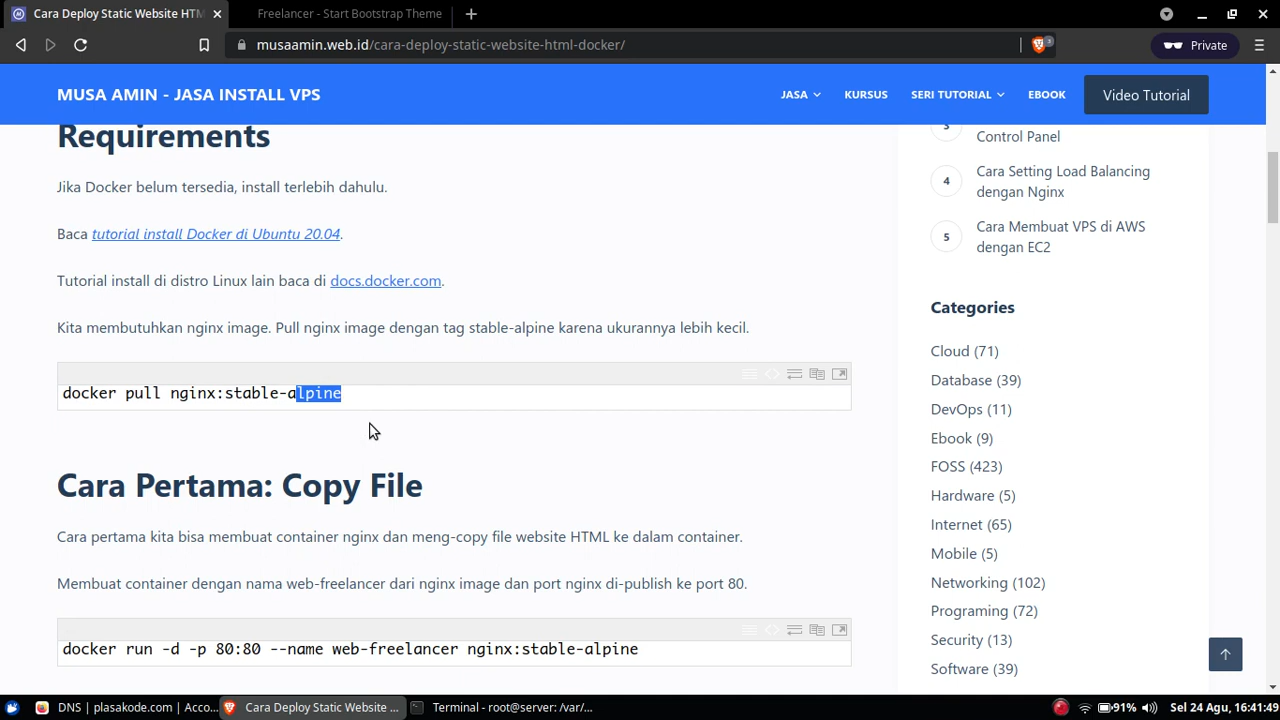 Cara Deploy Static Website HTM
Freelancer - Start Bootstrap Theme
musaamin.web.id/cara-deploy-static-website-html-docker/
3
Private
MUSA AMIN - JASA INSTALL VPS
JASA
KURSUS
SERI TUTORIAL
EBOOK
Video Tutorial
Requirements
Jika Docker belum tersedia, install terlebih dahulu.
Baca tutorial install Docker di Ubuntu 20.04.
Tutorial install di distro Linux lain baca di docs.docker.com.
Kita membutuhkan nginx image. Pull nginx image dengan tag stable-alpine karena ukurannya lebih kecil.
docker pull nginx:stable-alpine
Cara Pertama: Copy File
Cara pertama kita bisa membuat container nginx dan meng-copy file website HTML ke dalam container.
Membuat container dengan nama web-freelancer dari nginx image dan port nginx di-publish ke port 80.
docker run -d -p 80:80 --name web-freelancer nginx:stable-alpine
3
Control Panel
4
Cara Setting Load Balancing
dengan Nginx
5
Cara Membuat VPS di AWS
dengan EC2
Categories
Cloud (71)
Database (39)
DevOps (11)
Ebook (9)
FOSS (423)
Hardware (5)
Internet (65)
Mobile (5)
Networking (102)
Programing (72)
Security (13)
Software (39)
DNS | plasakode.com | Acco...
Cara Deploy Static Website ...
Terminal - root@server: /var/...
91%
Sel 24 Agu, 16:41:49